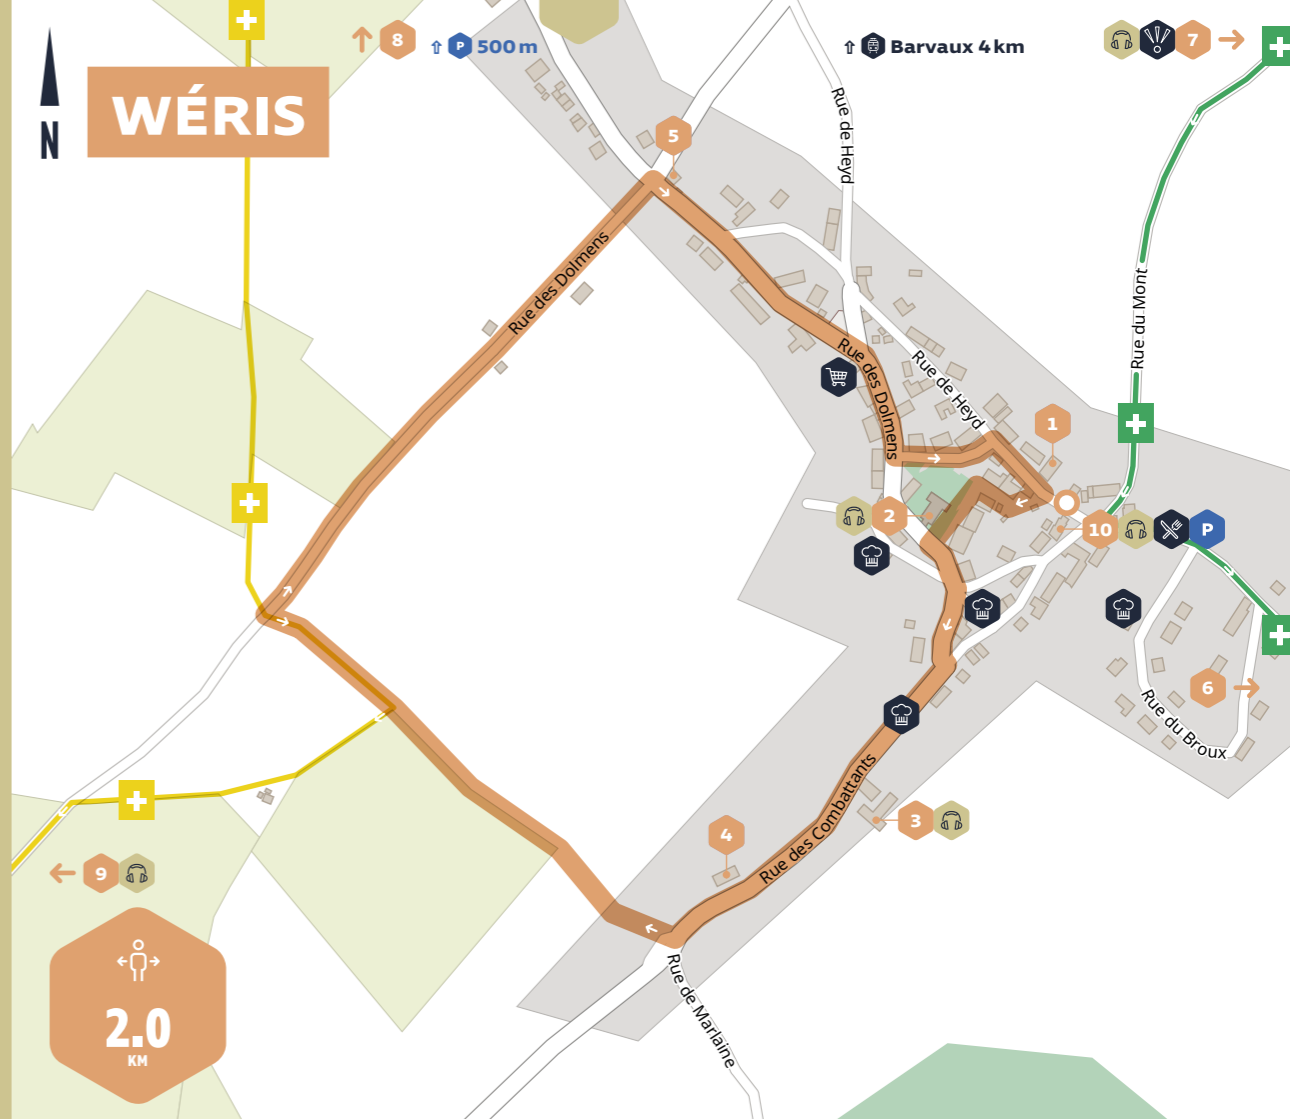 8
P 500 m
Barvaux 4 km
7
WÉRIS
N
5
Rue de Heyd
Rue des Dolmens
Rue du Mont
Rue des Dolmens
Rue de Heyd
1
2
10
P
6
Rue du Broux
Rue des Combattants
3
4
9
Rue de Marlaine
2.0
KM